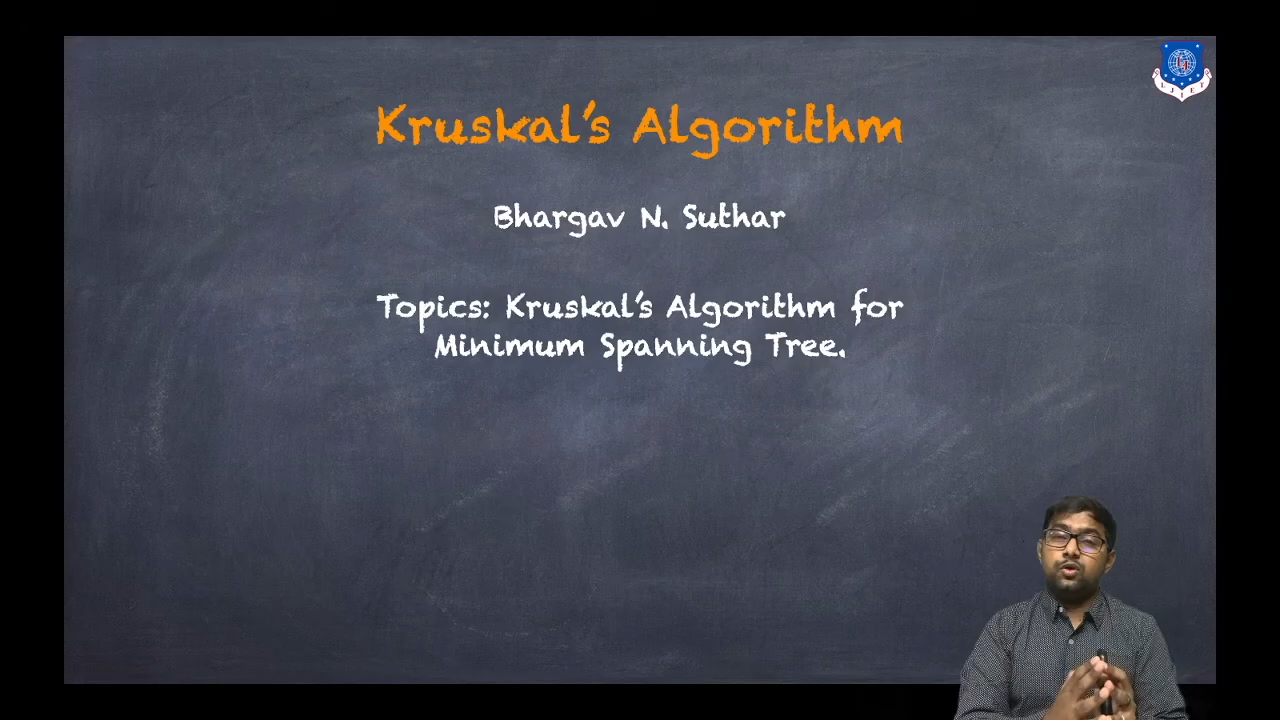 Kruskal's Algorithm
Bhargav N. Suthar
Topics: Kruskal's Algorithm for
Minimum Spanning Tree.